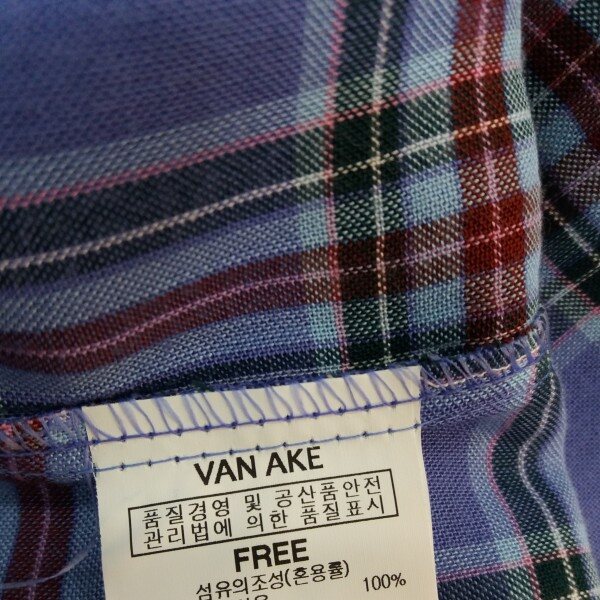 VAN AKE
품질경영 및 공산품안전
관리법에 의한 품질표시
FREE
섬유의조성(혼용률)
100%